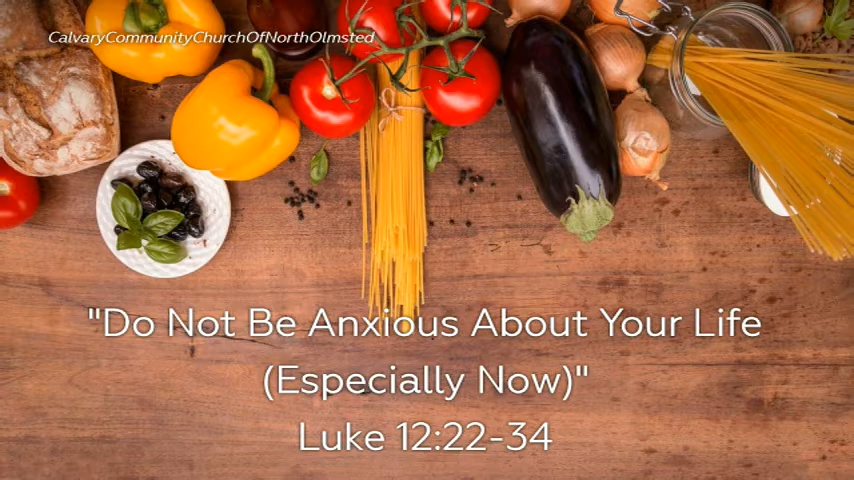 CalvaryCommunityChurchOfNorthOlmsted
"Do Not Be Anxious About Your Life
(Especially Now)"
Luke 12:22-34